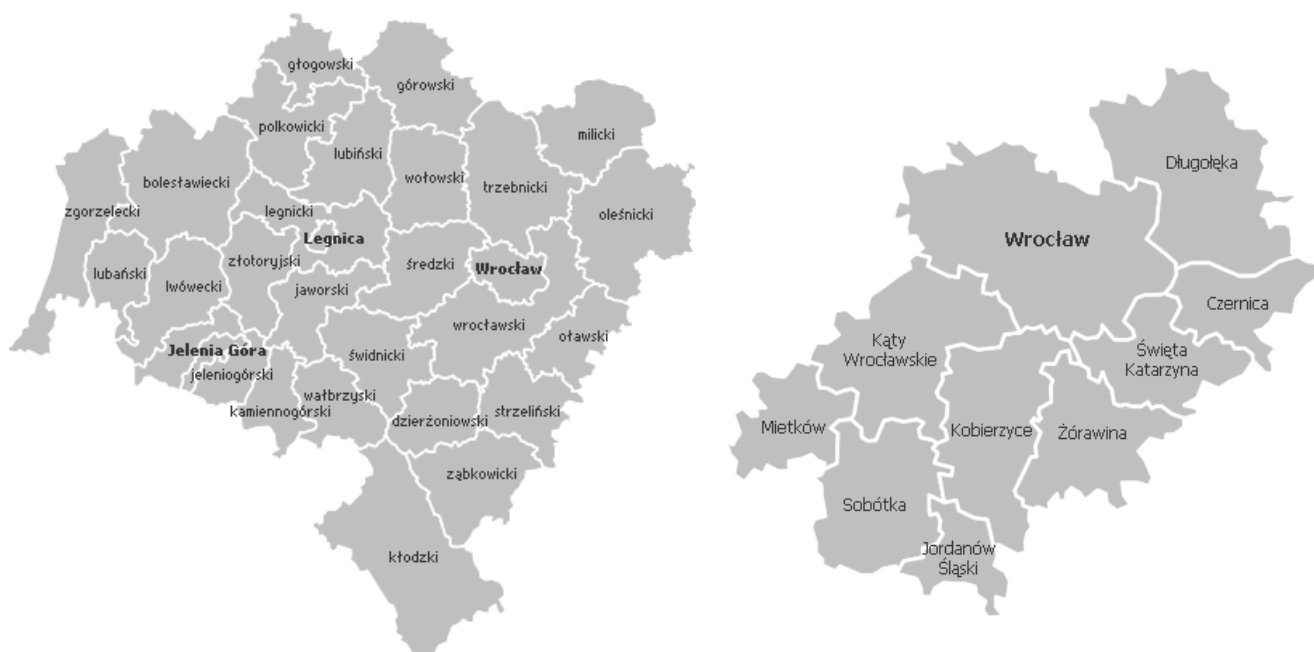 głogowski
górowski
polkowicki
lubiński
milicki
bolesławiecki
wołowski
trzebnicki
zgorzelecki
legnicki
oleśnicki
Legnica
lubański
złotoryjski
średzki
Wrocław
lwówecki
jaworski
wrocławski
oławski
Jelenia Góra
świdnicki
jeleniogórski
wałbrzyski
kamiennogórski
dzierżoniowski
strzeliński
ząbkowicki
kłodzki
Długołęka
Wrocław
Czernica
Kąty
Wrocławskie
Święta
Katarzyna
Mietków
Kobierzyce
Żórawina
Sobótka
Jordanów
Śląski